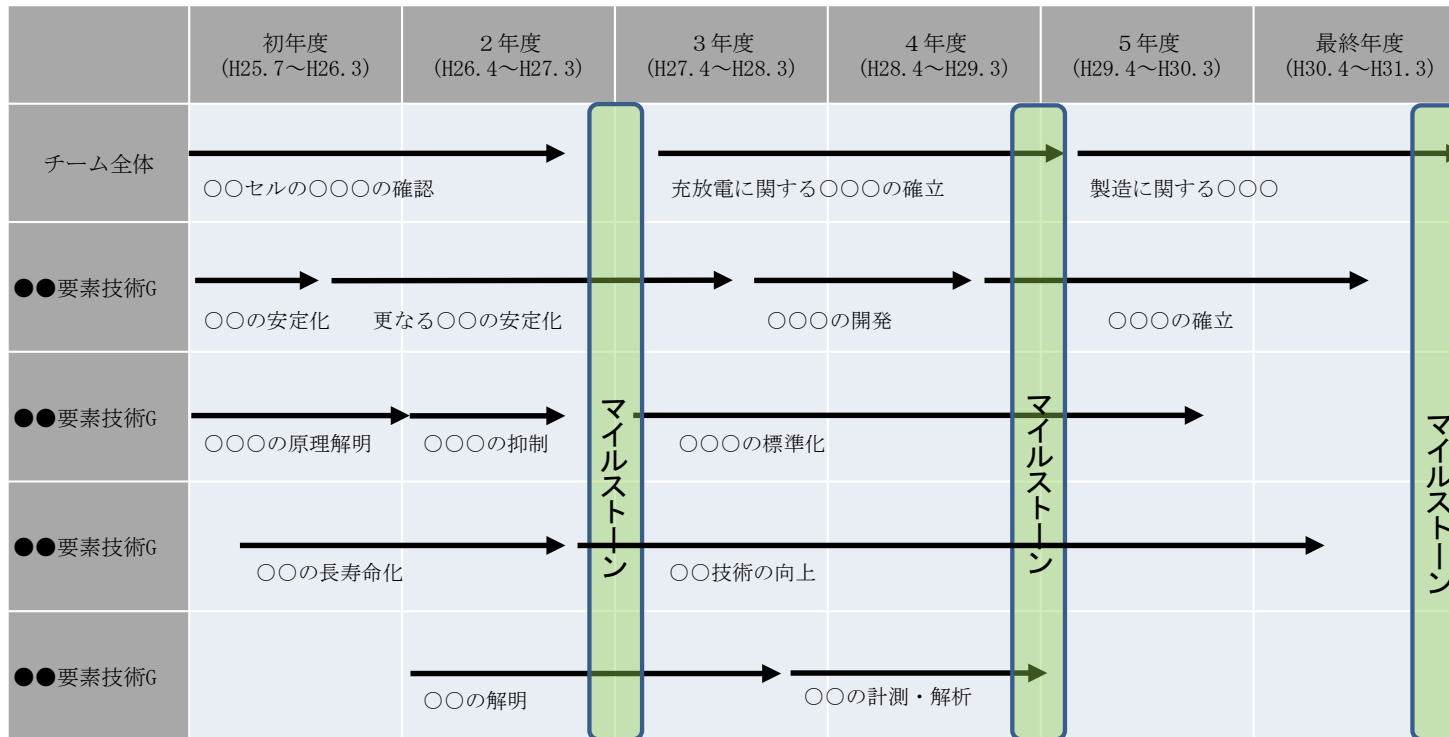 初年度
(H25.7～H26.3)
２年度
(H26.4～H27.3)
３年度
(H27.4～H28.3)
４年度
(H28.4～H29.3)
５年度
(H29.4～H30.3)
最終年度
(H30.4～H31.3)
チーム全体
○○セルの○○○の確認
充放電に関する○○○の確立
製造に関する○○○
●●要素技術G
○○の安定化
更なる○○の安定化
○○○の開発
○○○の確立
●●要素技術G
○○○の原理解明
○○○の抑制
○○○の標準化
●●要素技術G
○○の長寿命化
○○技術の向上
●●要素技術G
○○の解明
○○の計測・解析
マイルストーン
マイルストーン
マイルストーン